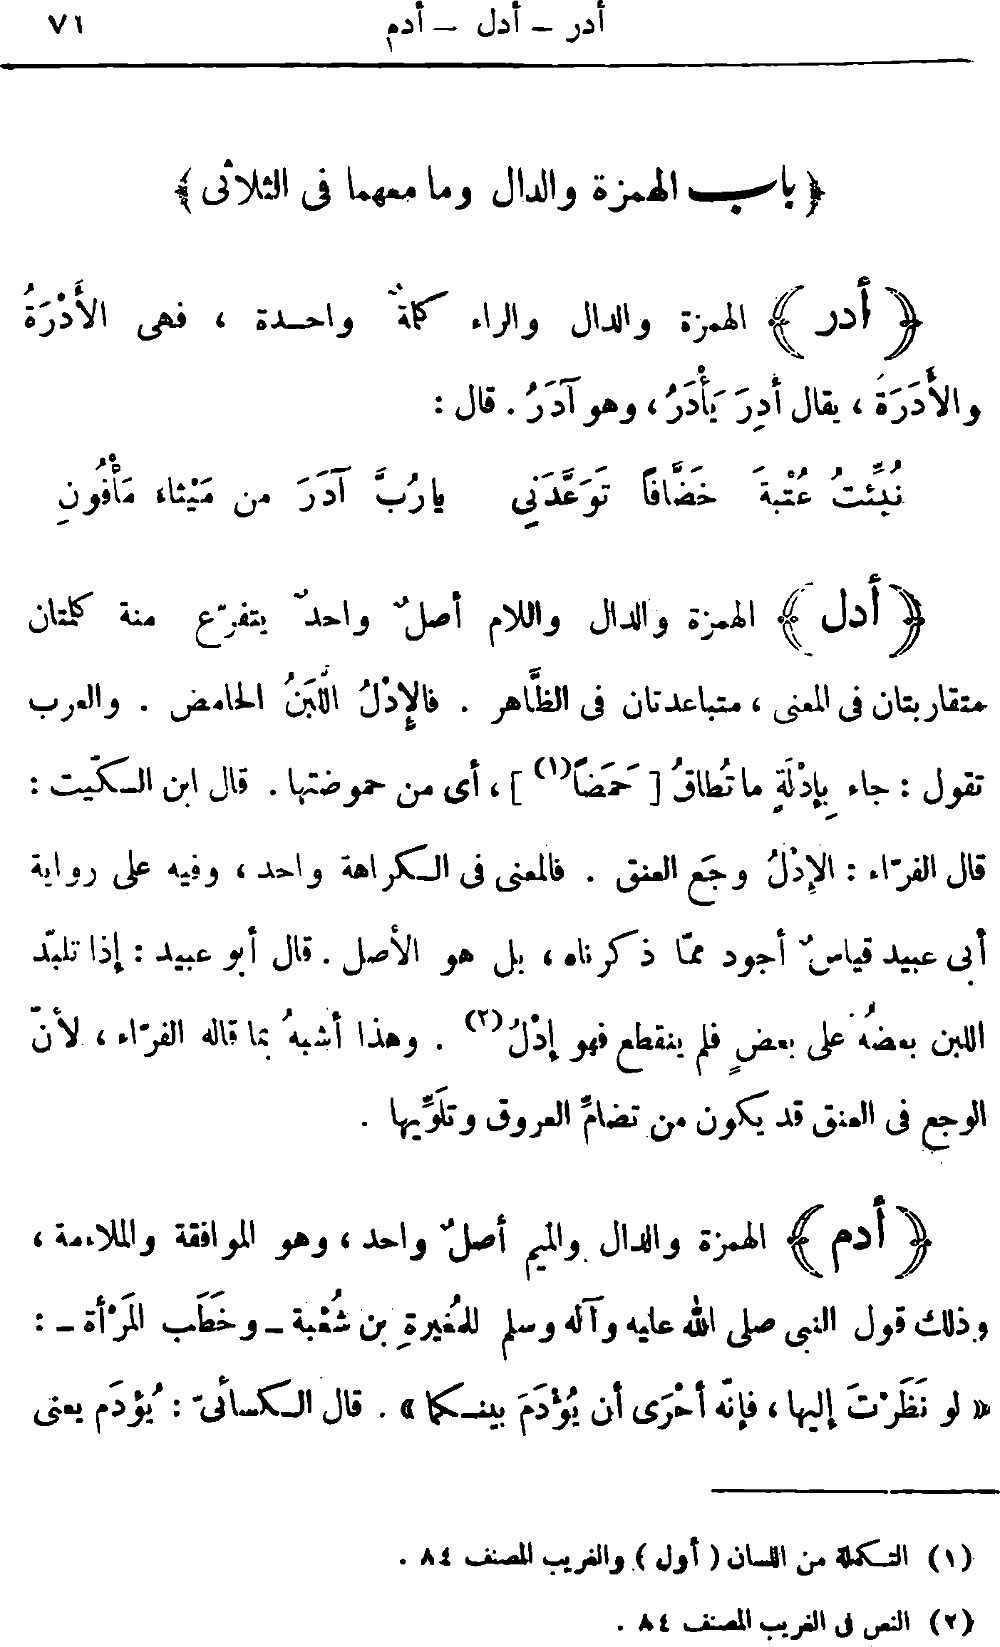 أدر – أدل – أدم ٧١
﴿ باب الهمزة والدال وما معهما فى الثلاثى ﴾
﴿ أدر ﴾ الهمزة والدال والراء كلمةٌ واحدة ، فهى الأَدْرَةُ
والأَدَرَة ، يقال أَدِرَ يَأْدَرُ ، وهو آدَرُ . قال :
نُبِّئتُ عُتْبةَ خَضَّافًا تَوَعَّدَنِي يارُبَّ آدَرَ من مَيْثاء مَأْفُونِ
﴿ أدل ﴾ الهمزة والدال واللام أصلٌ واحدٌ يتفرّع منة كلمتان
متقاربتان فى المعنى ، متباعدتان فى الظَّاهر . فالإِدْلُ اللَّبَنُ الحامض . والعرب
تقول : جاء بِإِدْلَةٍ ما تُطاقُ [ حَمَضاً(١) ] ، أى من حموضتها . قال ابن السكّيت :
قال الفرّاء : الإِدْلُ وجَع العنق . فالمعنى فى الكراهة واحد ، وفيه على رواية
أبى عبيد قياسٌ أجود ممّا ذكرناه ، بل هو الأصل . قال أبو عبيد : إذا تلبّد
اللبن بعضُه على بعضٍ فلم ينقطع فهو إدْلٌ(٢) . وهذا أشبهُ بما قاله الفرّاء ، لأنّ
الوجع فى العنق قد يكون من تضامِّ العروق وتلَوِّيها .
﴿ أدم ﴾ الهمزة والدال والميم أصلٌ واحد ، وهو الموافقة والملاءمة ،
وذلك قول النبى صلى الله عليه وآله وسلم للمُغيرةِ بن شُعْبة – وخَطَب المَرْأة – :
« لو نَظَرْتَ إليها ، فإنّه أحْرَى أن يُؤْدَمَ بينكما » . قال الكسائىّ : يُؤدَم يعنى
(١) التكملة من اللسان ( أول ) والغريب المصنف ٨٤ .
(٢) النص فى الغريب المصنف ٨٤ .